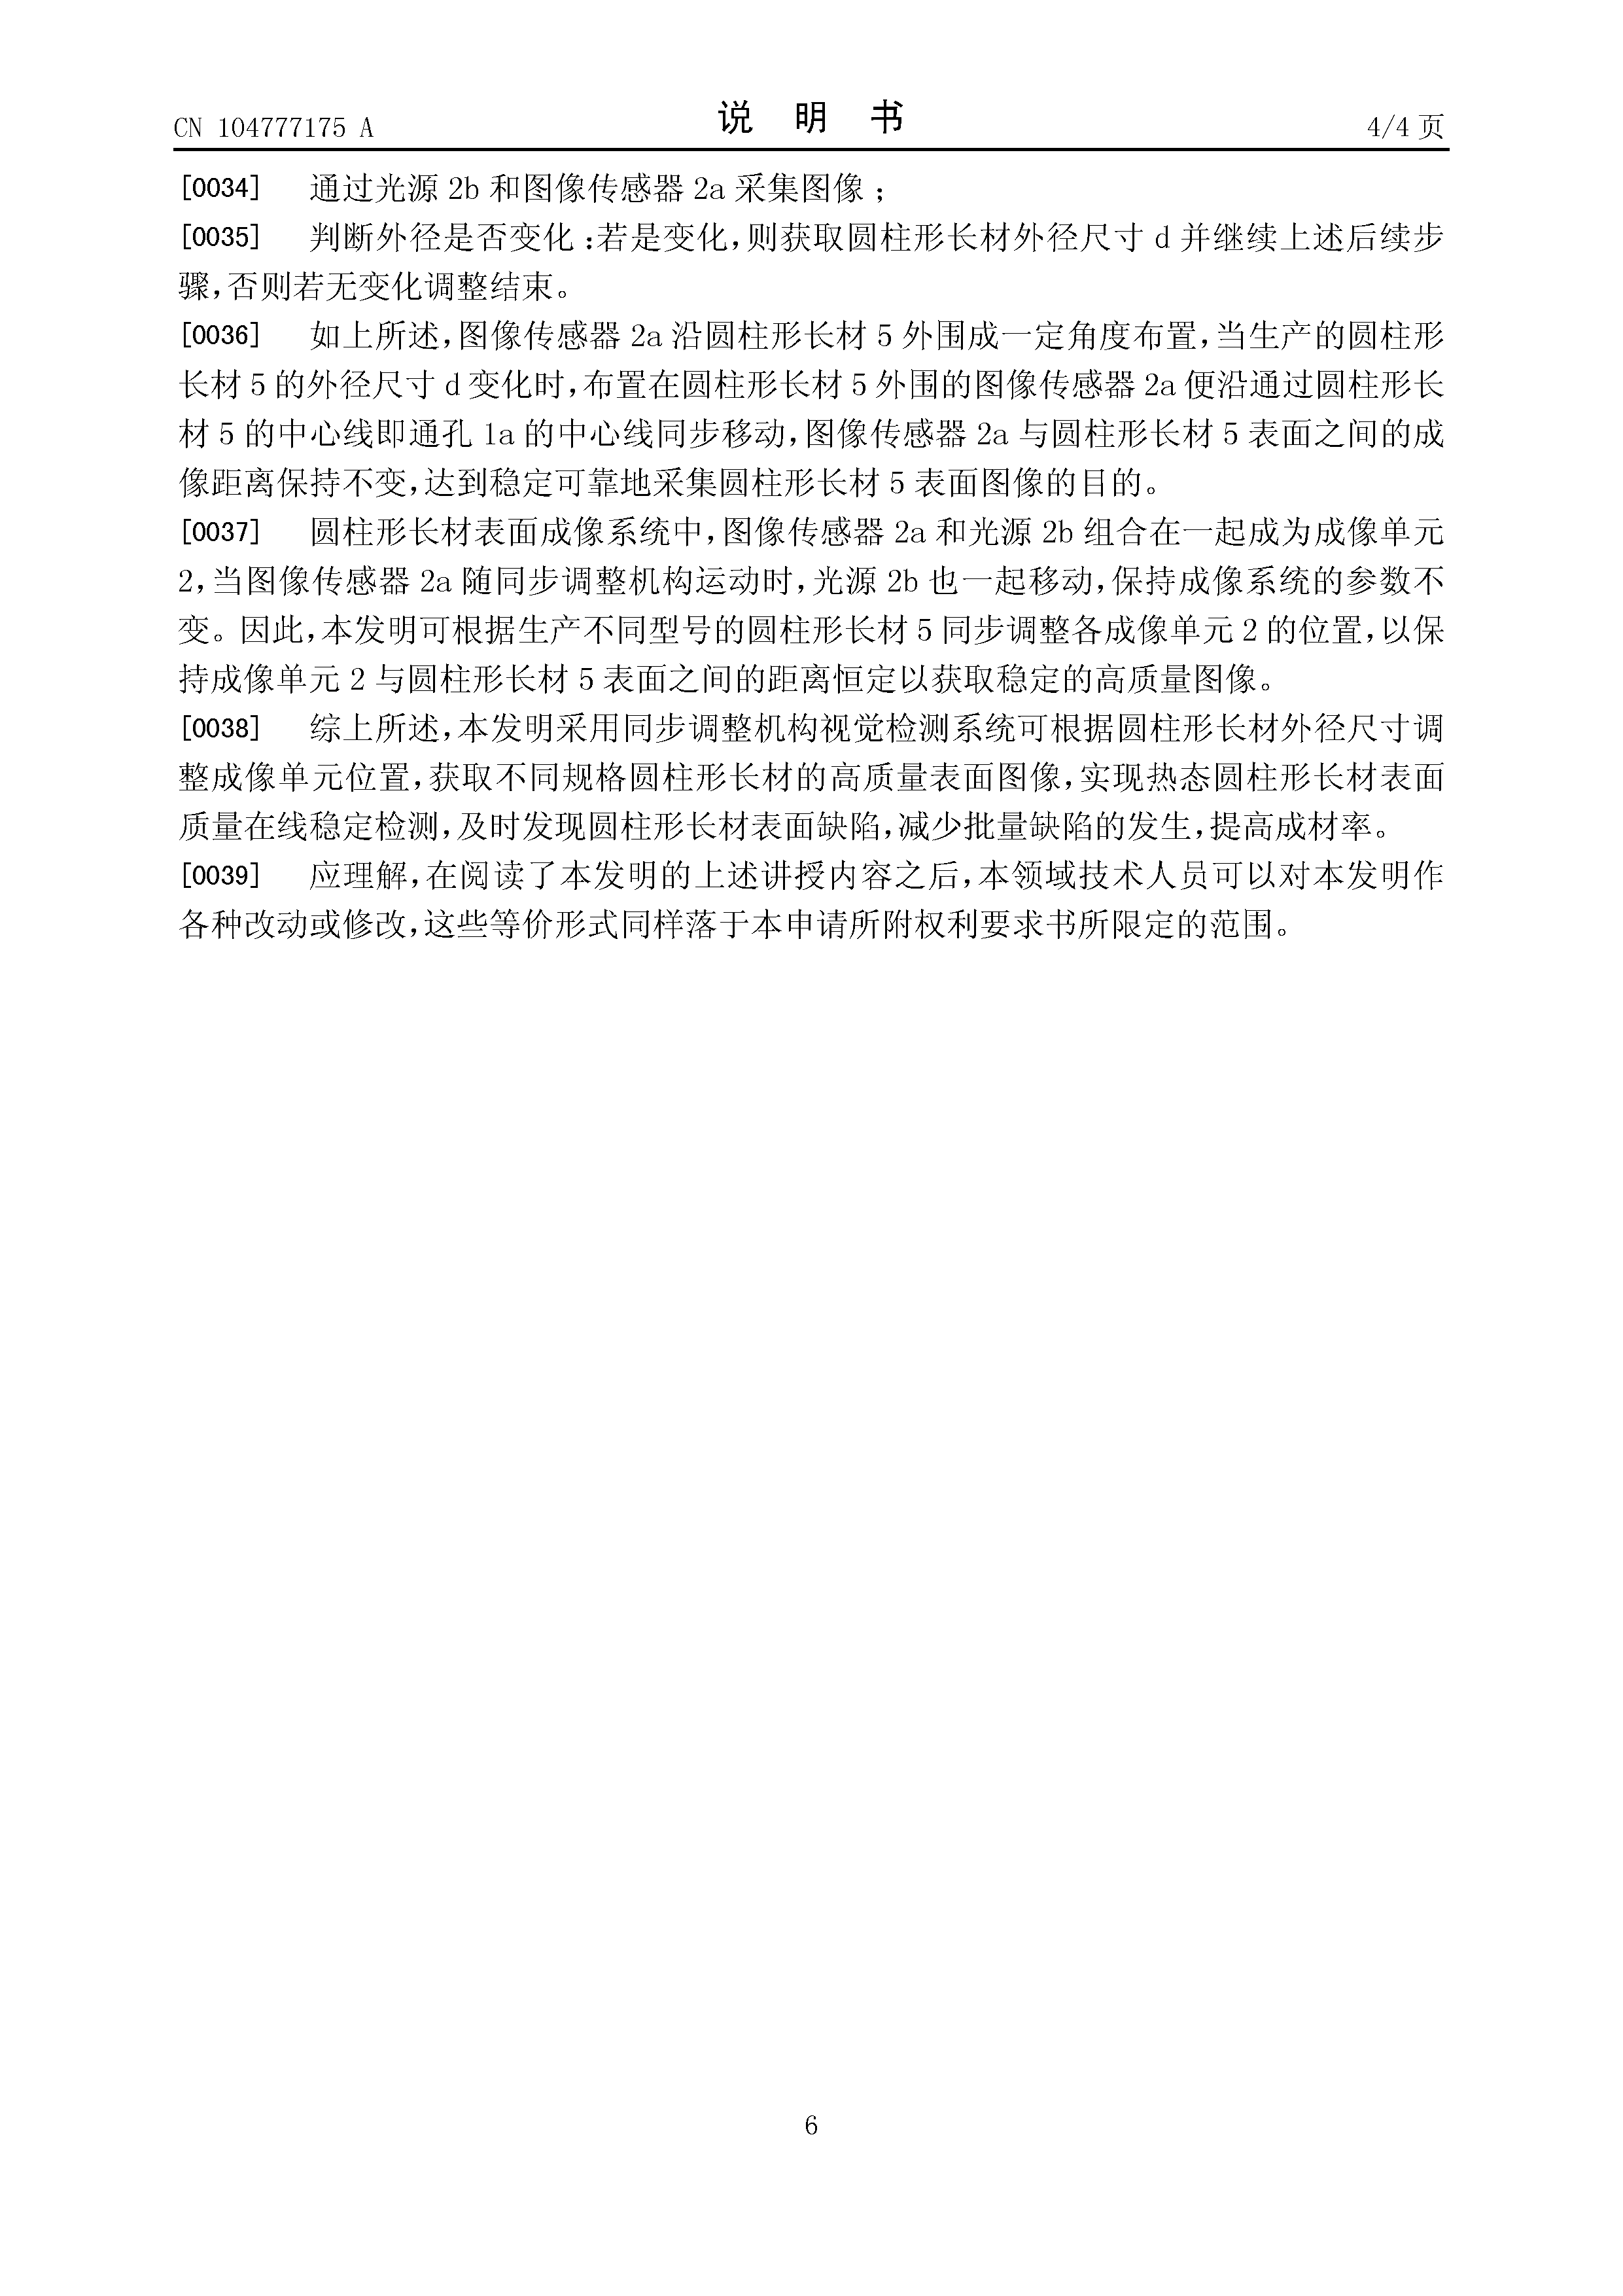 CN 104777175 A
说 明 书
4/4 页
[0034] 通过光源 2b 和图像传感器 2a 采集图像；
[0035] 判断外径是否变化：若是变化，则获取圆柱形长材外径尺寸 d 并继续上述后续步
骤，否则若无变化调整结束。
[0036] 如上所述，图像传感器 2a 沿圆柱形长材 5 外围成一定角度布置，当生产的圆柱形
长材 5 的外径尺寸 d 变化时，布置在圆柱形长材 5 外围的图像传感器 2a 便沿通过圆柱形长
材 5 的中心线即通孔 1a 的中心线同步移动，图像传感器 2a 与圆柱形长材 5 表面之间的成
像距离保持不变，达到稳定可靠地采集圆柱形长材 5 表面图像的目的。
[0037] 圆柱形长材表面成像系统中，图像传感器 2a 和光源 2b 组合在一起成为成像单元
2，当图像传感器 2a 随同步调整机构运动时，光源 2b 也一起移动，保持成像系统的参数不
变。因此，本发明可根据生产不同型号的圆柱形长材 5 同步调整各成像单元 2 的位置，以保
持成像单元 2 与圆柱形长材 5 表面之间的距离恒定以获取稳定的高质量图像。
[0038] 综上所述，本发明采用同步调整机构视觉检测系统可根据圆柱形长材外径尺寸调
整成像单元位置，获取不同规格圆柱形长材的高质量表面图像，实现热态圆柱形长材表面
质量在线稳定检测，及时发现圆柱形长材表面缺陷，减少批量缺陷的发生，提高成材率。
[0039] 应理解，在阅读了本发明的上述讲授内容之后，本领域技术人员可以对本发明作
各种改动或修改，这些等价形式同样落于本申请所附权利要求书所限定的范围。
6